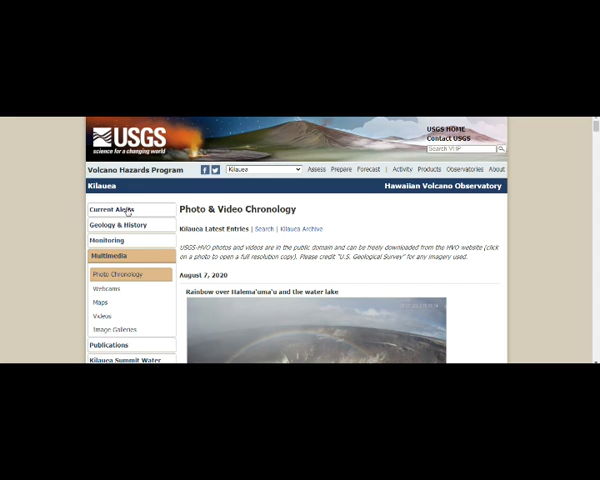 USGS
science for a changing world
USGS HOME
Contact USGS
Search VHP
Volcano Hazards Program
Kilauea
Assess Prepare Forecast | Activity Products Observatories About
Kilauea
Hawaiian Volcano Observatory
Current Alerts
Geology & History
Monitoring
Multimedia
Photo Chronology
Webcams
Maps
Videos
Image Galleries
Publications
Kilauea Summit Water
Photo & Video Chronology
Kilauea Latest Entries | Search | Kilauea Archive
USGS-HVO photos and videos are in the public domain and can be freely downloaded from the HVO website (click
on a photo to open a full resolution copy). Please credit "U.S. Geological Survey" for any imagery used.
August 7, 2020
Rainbow over Halema'uma'u and the water lake